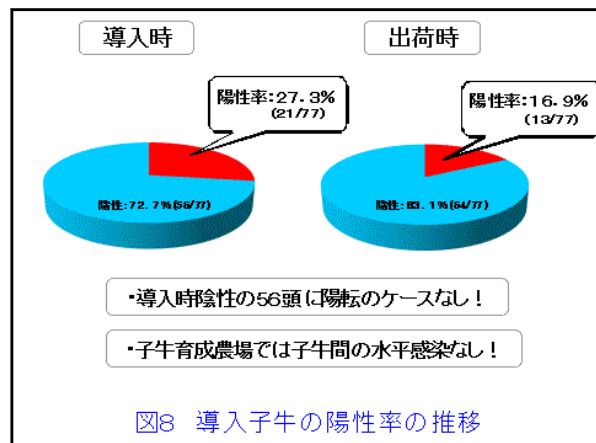 導入時
出荷時
陽性率:27.3%
(21/77)
陽性率:16.9%
(13/77)
陰性:72.7%(56/77)
陰性:83.1%(64/77)
・導入時陰性の56頭に陽転のケースなし!
・子牛育成農場では子牛間の水平感染なし!
図8 導入子牛の陽性率の推移